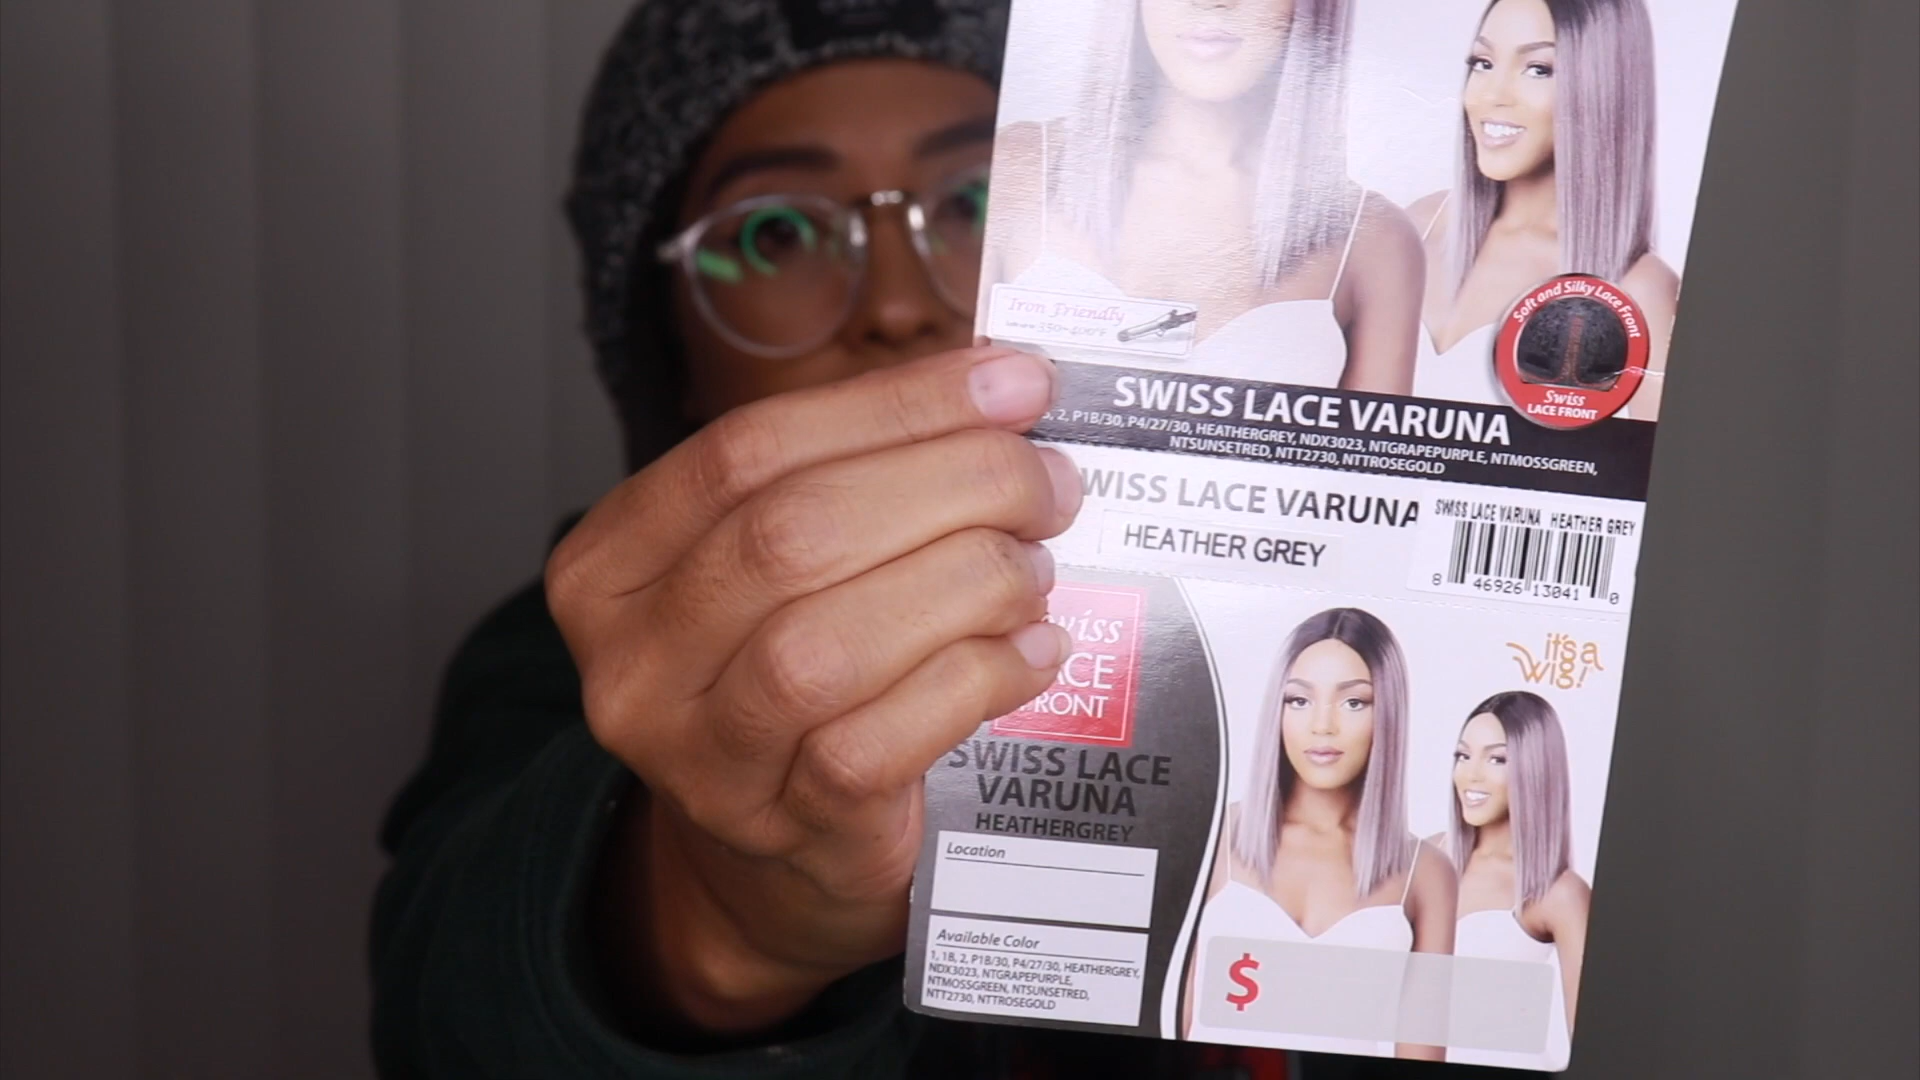 Iron Friendly
350~400°F
Soft and Silky Lace Front
Swiss
LACE FRONT
SWISS LACE VARUNA
2, P1B/30, P4/27/30, HEATHERGREY, NDX3023, NTGRAPEPURPLE, NTMOSSGREEN,
NTSUNSETRED, NTT2730, NTTROSEGOLD
WISS LACE VARUNA
HEATHER GREY
SWISS LACE VARUNA HEATHER GREY
8 46926 13041 0
wiss
ACE
FRONT
it's a
wig!
SWISS LACE
VARUNA
HEATHERGREY
Location
Available Color
1, 1B, 2, P1B/30, P4/27/30, HEATHERGREY,
NDX3023, NTGRAPEPURPLE,
NTMOSSGREEN, NTSUNSETRED,
NTT2730, NTTROSEGOLD
$